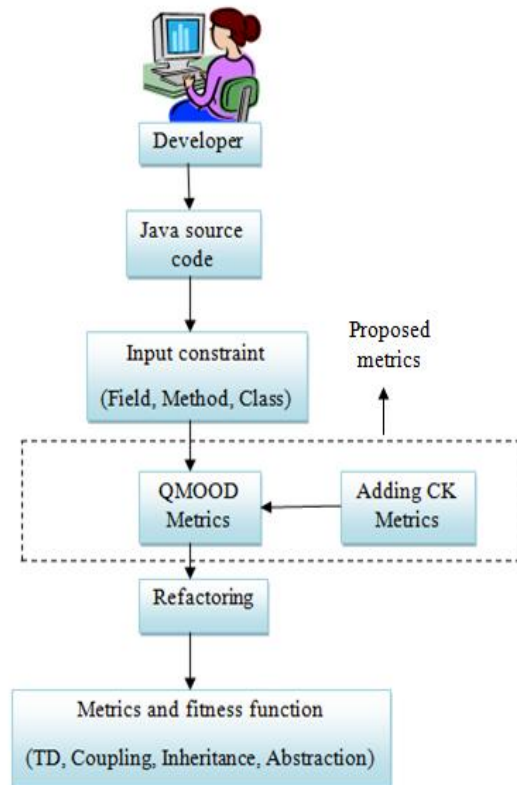 Developer
Java source
code
Input constraint
(Field, Method, Class)
Proposed
metrics
QMOOD
Metrics
Adding CK
Metrics
Refactoring
Metrics and fitness function
(TD, Coupling, Inheritance, Abstraction)